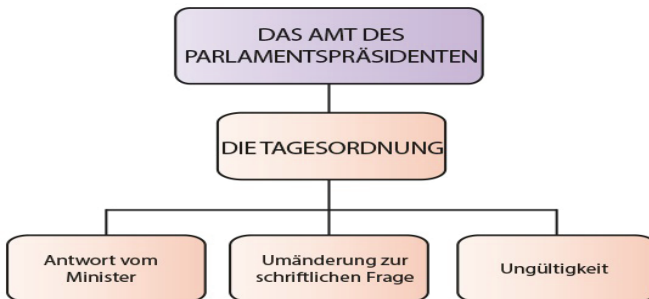 DAS AMT DES
PARLAMENTSPRÄSIDENTEN
DIE TAGESORDNUNG
Antwort vom
Minister
Umänderung zur
schriftlichen Frage
Ungültigkeit